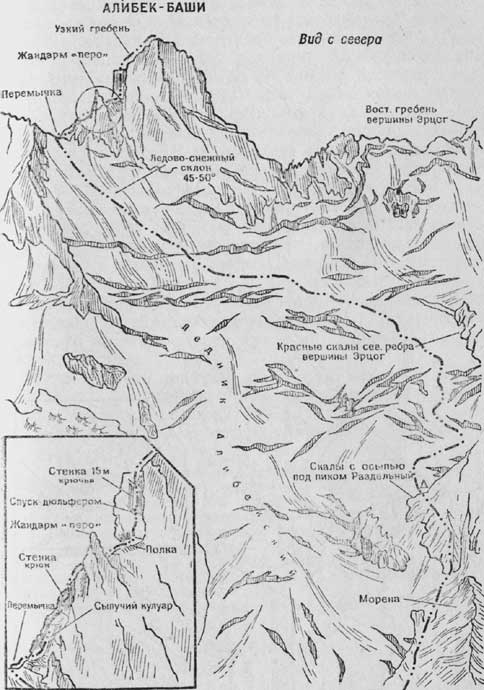 АЛИБЕК-БАШИ
Узкий гребень
Вид с севера
Жандарм "перо"
Перемычка
Вост. гребень
вершины Эрцог
Ледово-снежный
склон
45-50°
Ледник Алибек
Красные скалы сев. ребра
вершины Эрцог
Скалы с осыпью
под пиком Раздельный
Морена
Стенка 15м
крючья
Спуск дюльфером
Жандарм "перо"
Полка
Стенка
крюк
Перемычка
Сыпучий кулуар